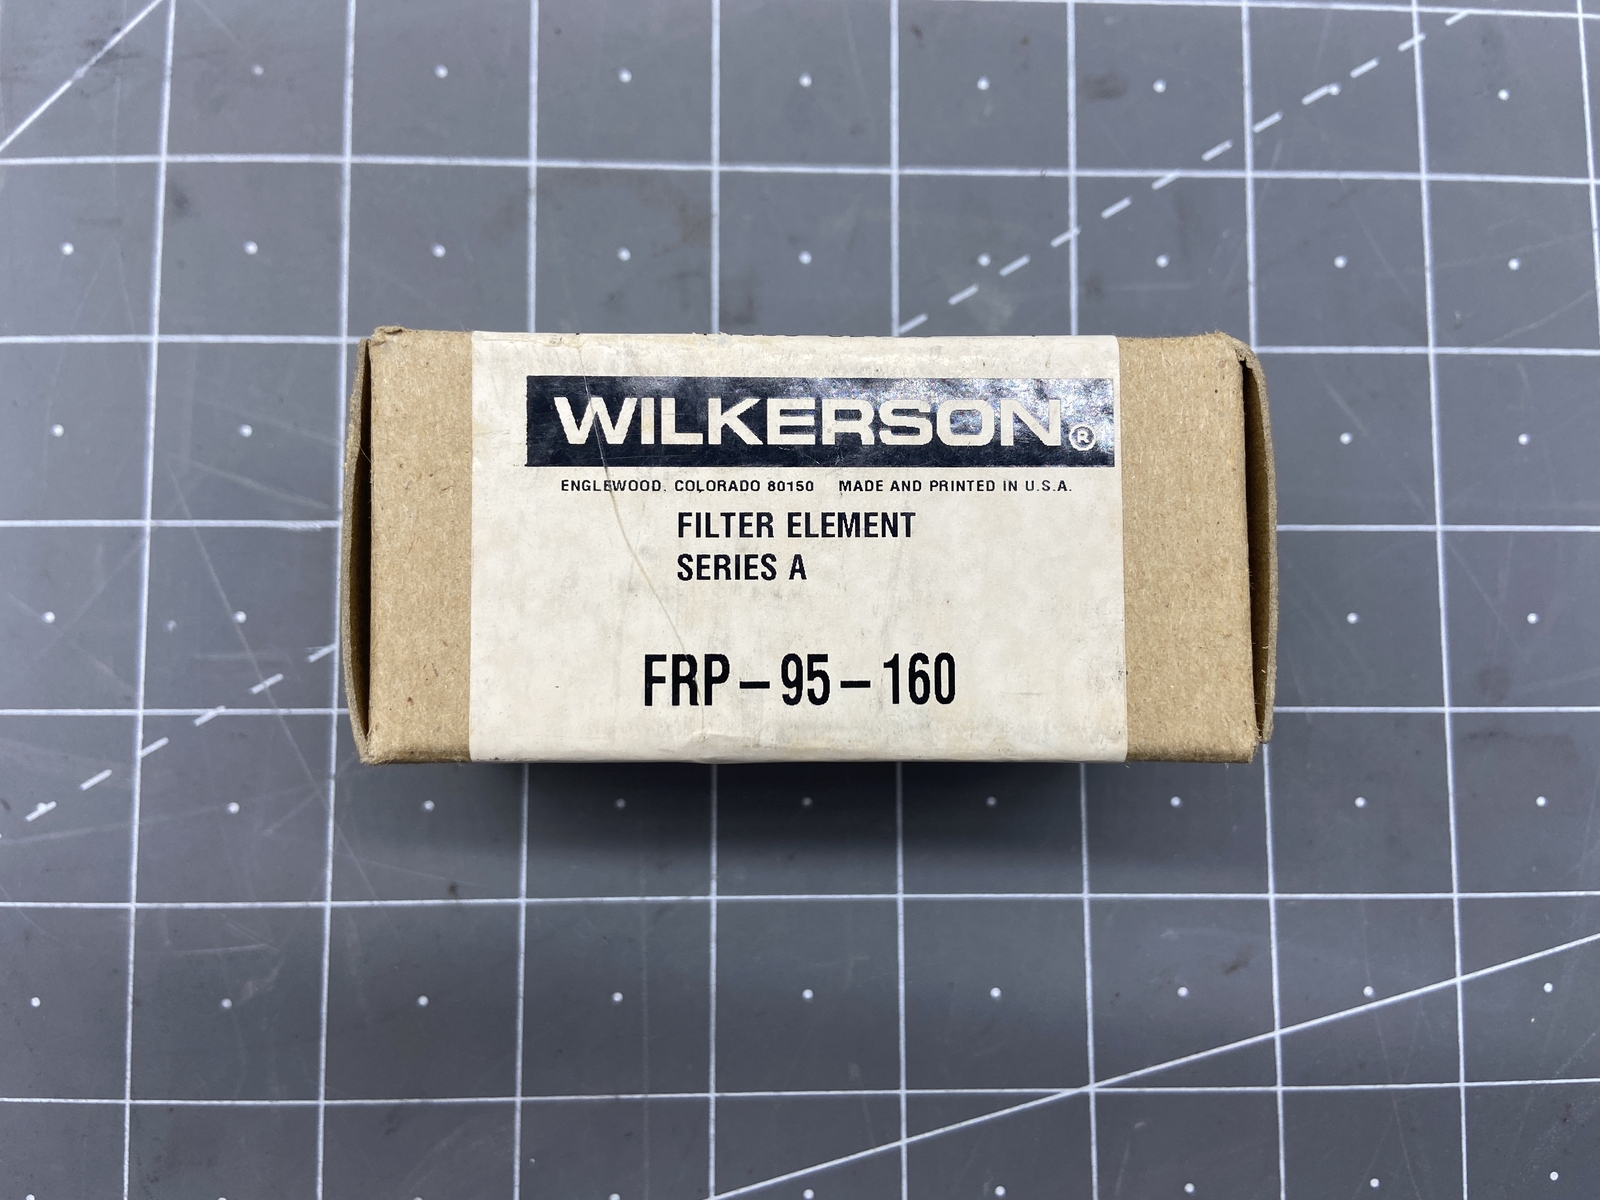 WILKERSON®
ENGLEWOOD, COLORADO 80150 MADE AND PRINTED IN U.S.A.
FILTER ELEMENT
SERIES A
FRP-95-160